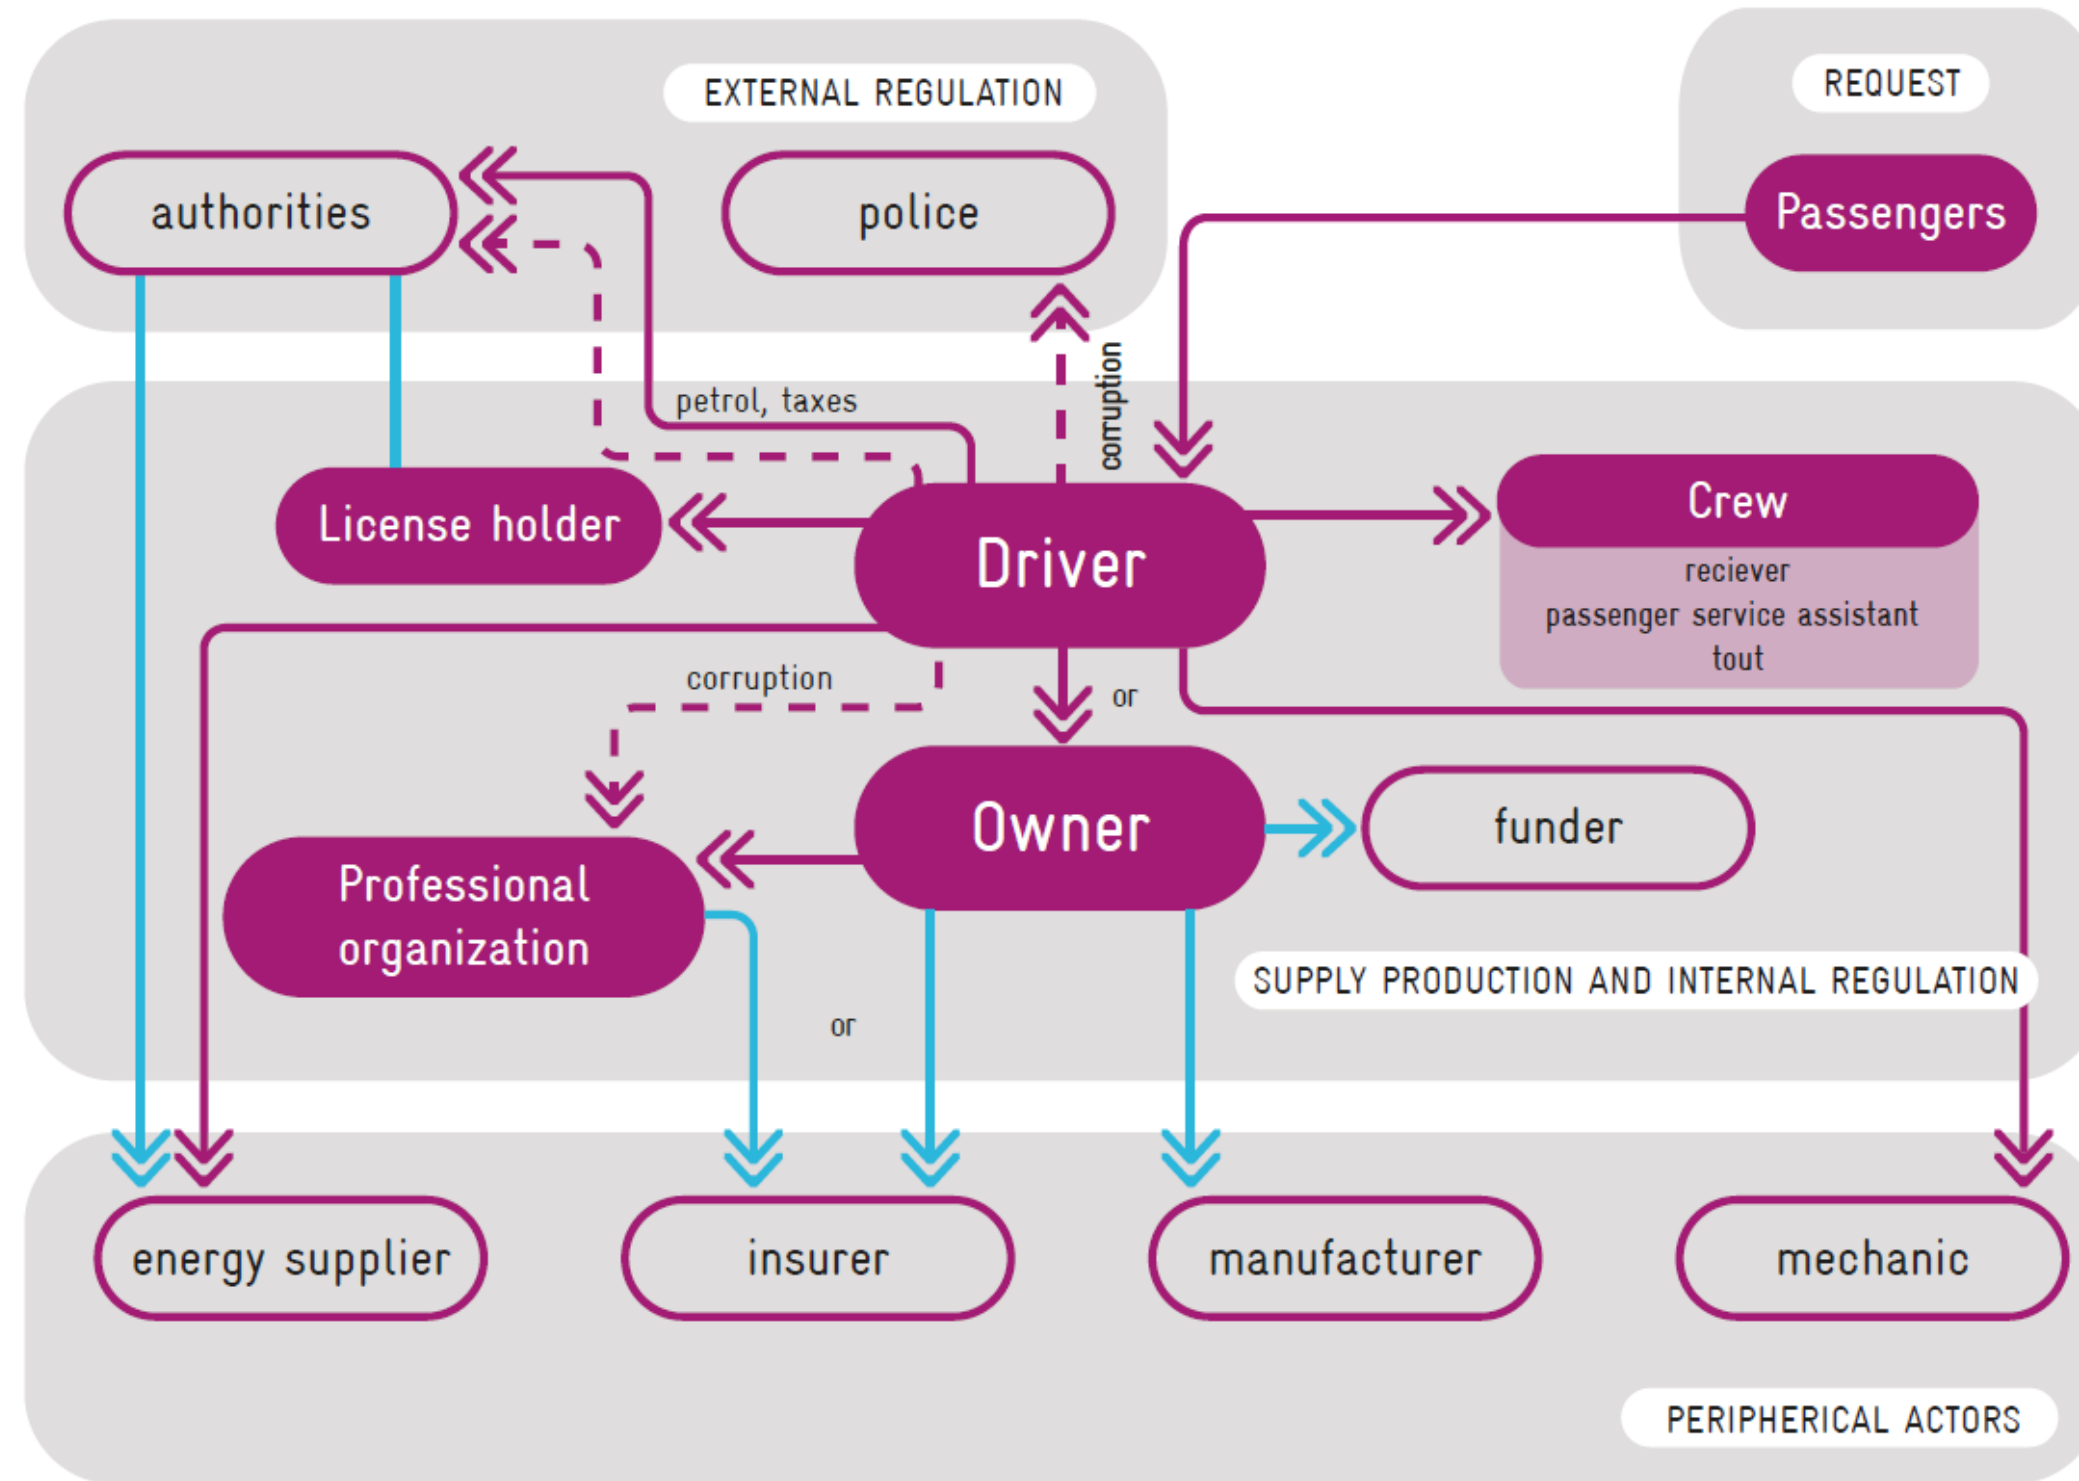 EXTERNAL REGULATION
REQUEST
authorities
police
Passengers
petrol, taxes
corruption
License holder
Driver
Crew
reciever
passenger service assistant
tout
corruption
or
Owner
funder
Professional
organization
SUPPLY PRODUCTION AND INTERNAL REGULATION
or
energy supplier
insurer
manufacturer
mechanic
PERIPHERICAL ACTORS